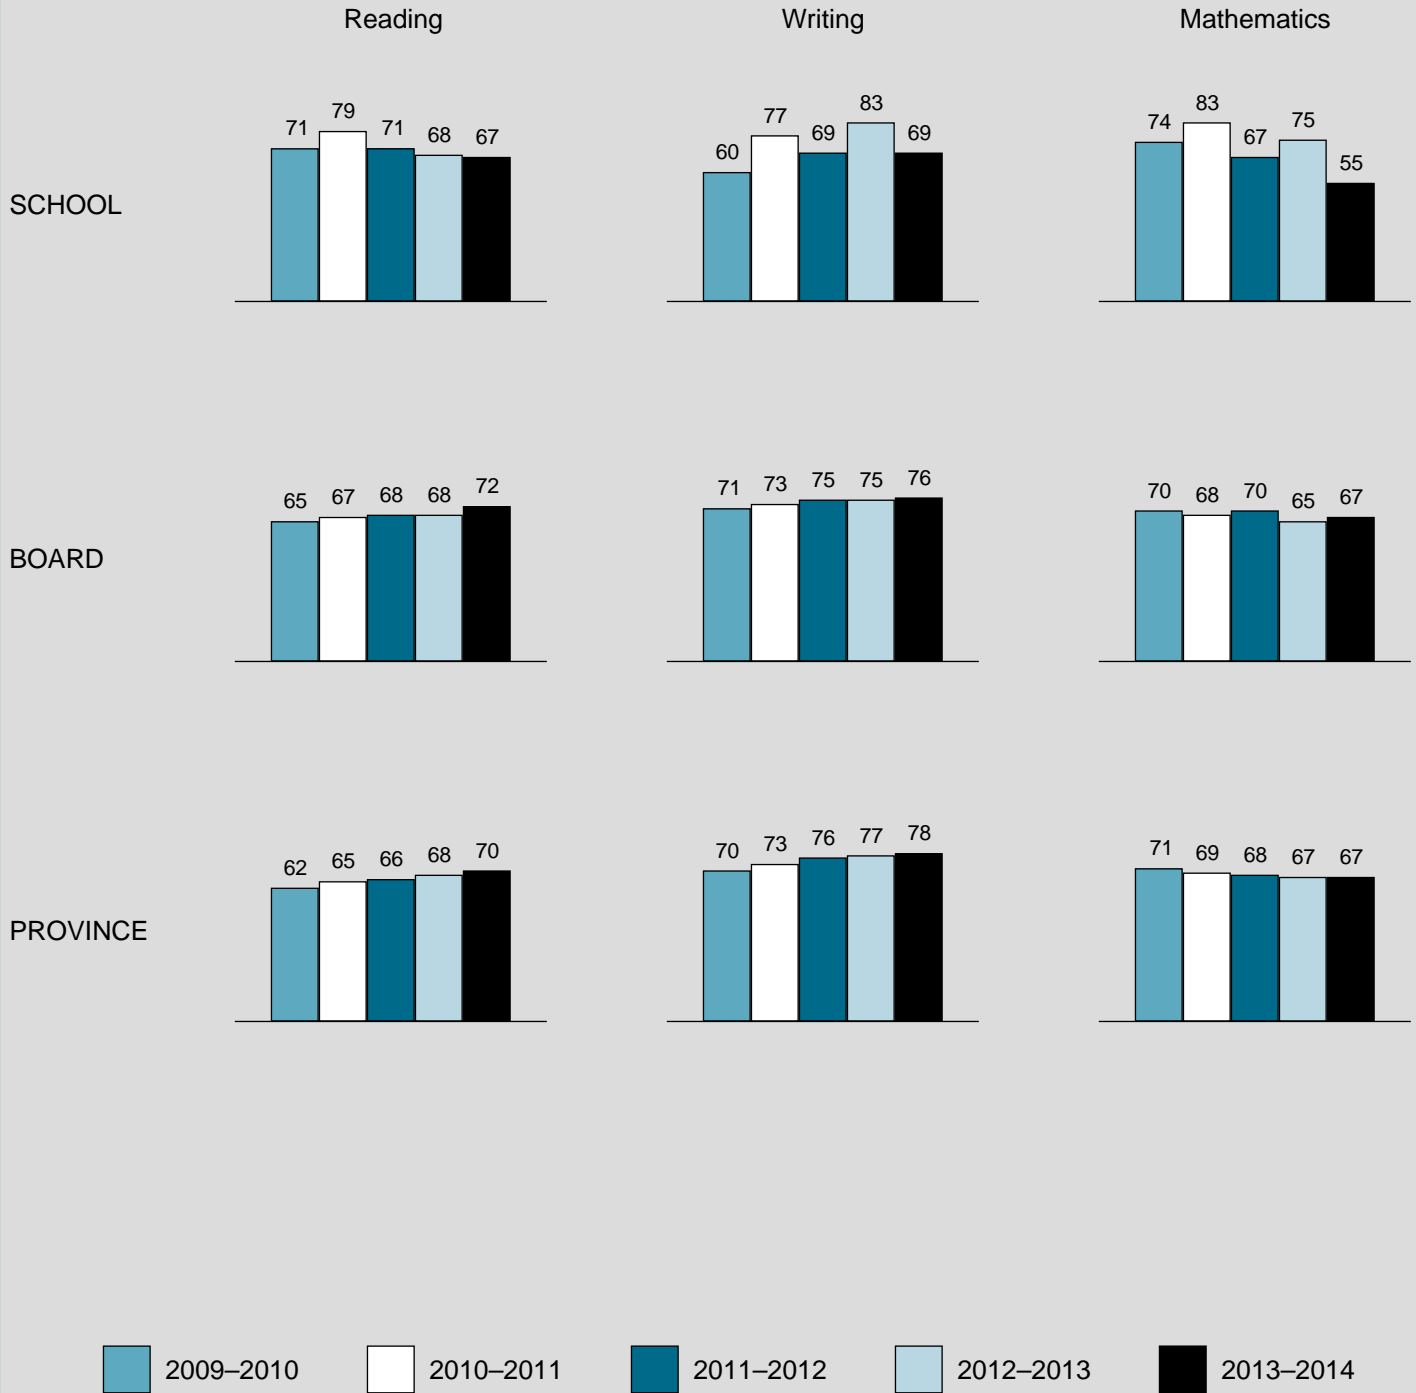 Reading Writing Mathematics
SCHOOL
71 79 71 68 67
60 77 69 83 69
74 83 67 75 55
BOARD
65 67 68 68 72
71 73 75 75 76
70 68 70 65 67
PROVINCE
62 65 66 68 70
70 73 76 77 78
71 69 68 67 67
2009–2010 2010–2011 2011–2012 2012–2013 2013–2014